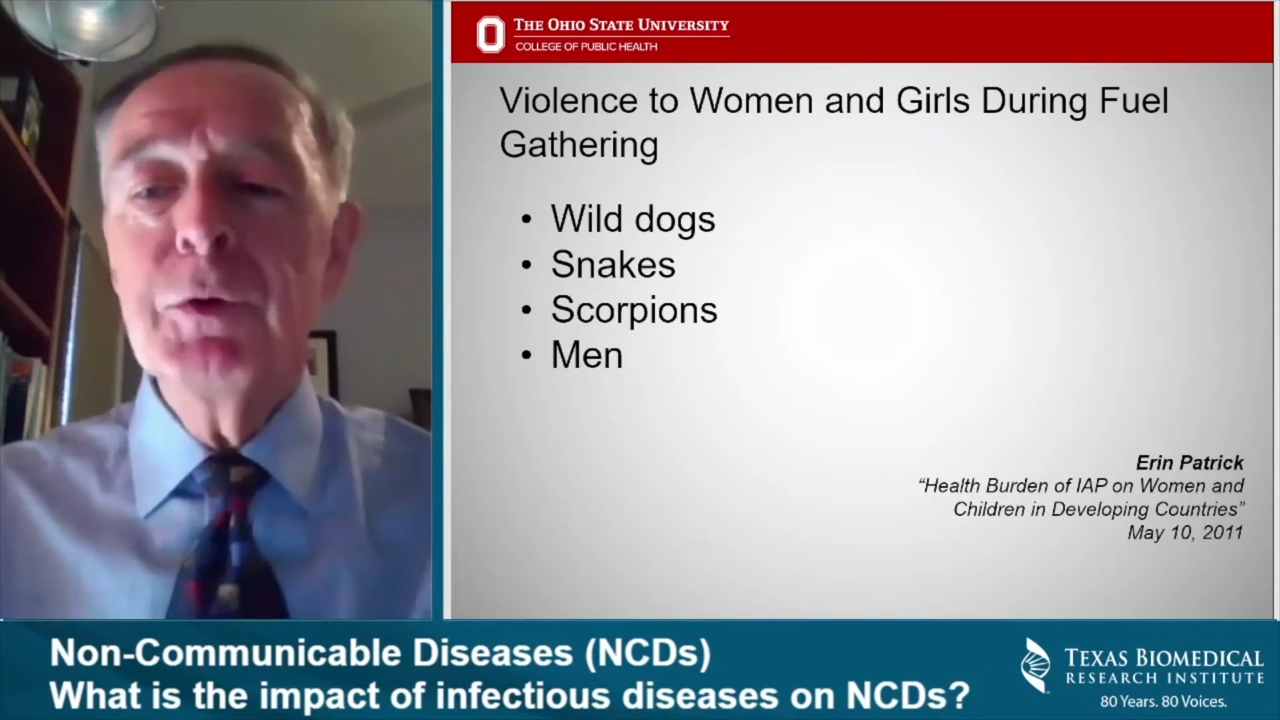 THE OHIO STATE UNIVERSITY
COLLEGE OF PUBLIC HEALTH
Violence to Women and Girls During Fuel
Gathering
• Wild dogs
• Snakes
• Scorpions
• Men
Erin Patrick
“Health Burden of IAP on Women and
Children in Developing Countries”
May 10, 2011
Non-Communicable Diseases (NCDs)
What is the impact of infectious diseases on NCDs?
TEXAS BIOMEDICAL
RESEARCH INSTITUTE
80 Years. 80 Voices.